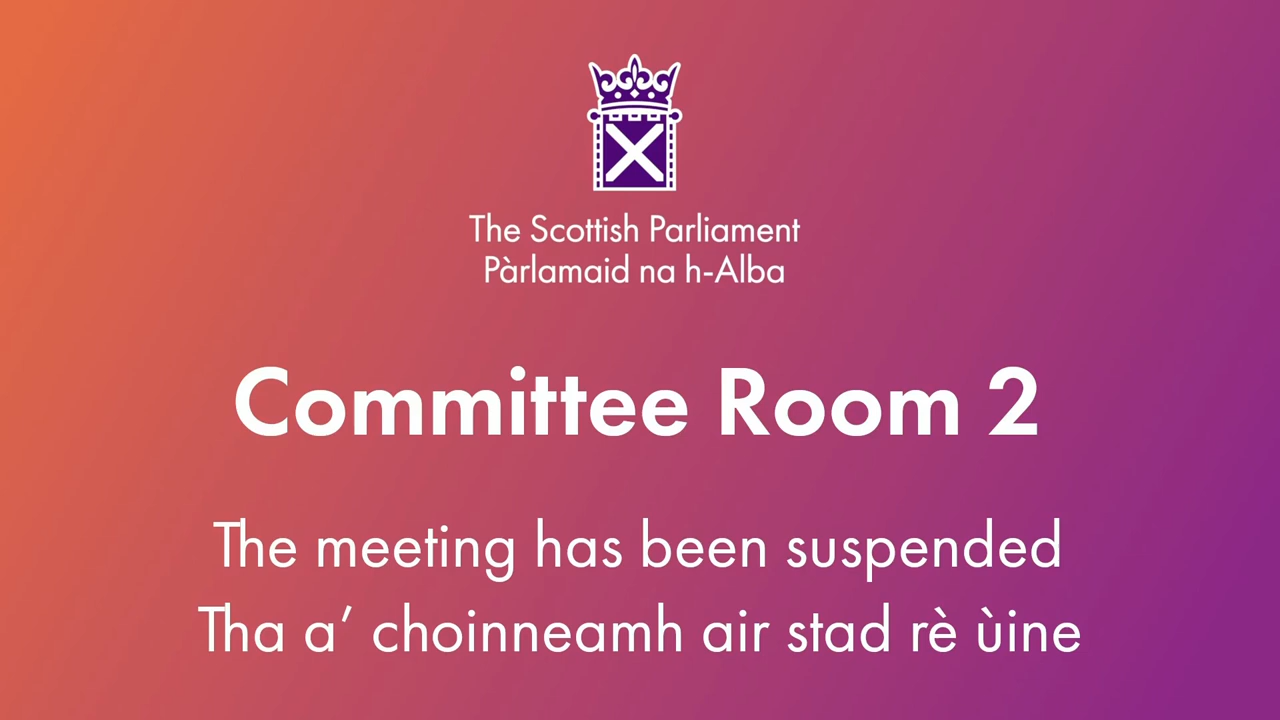 The Scottish Parliament
Pàrlamaid na h-Alba
Committee Room 2
The meeting has been suspended
Tha a’ choinneamh air stad rè ùine